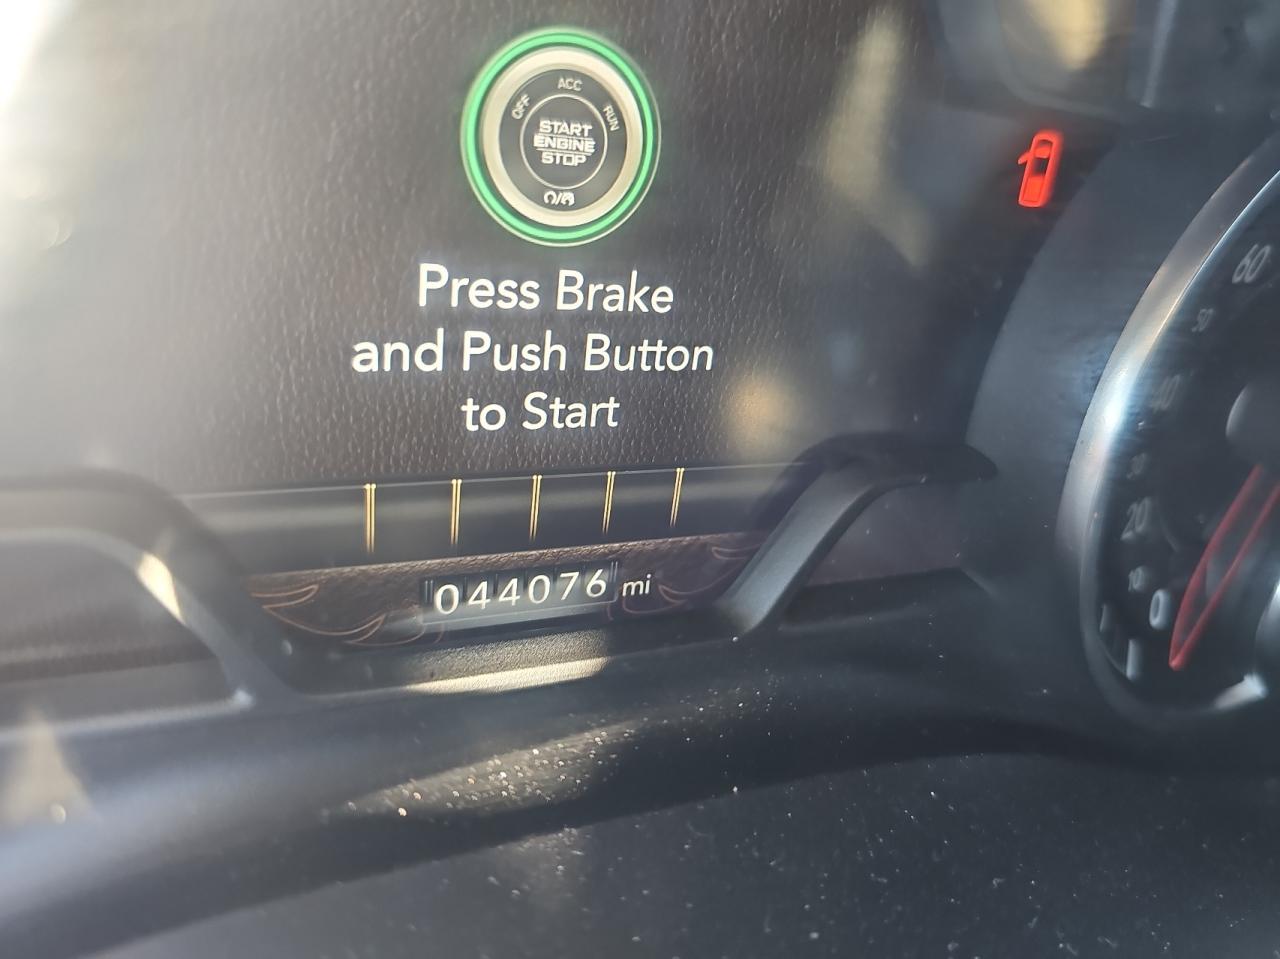 OFF ACC RUN
START
ENGINE
STOP
Press Brake
and Push Button
to Start
044076 mi
60
50
40
30
20
10
0